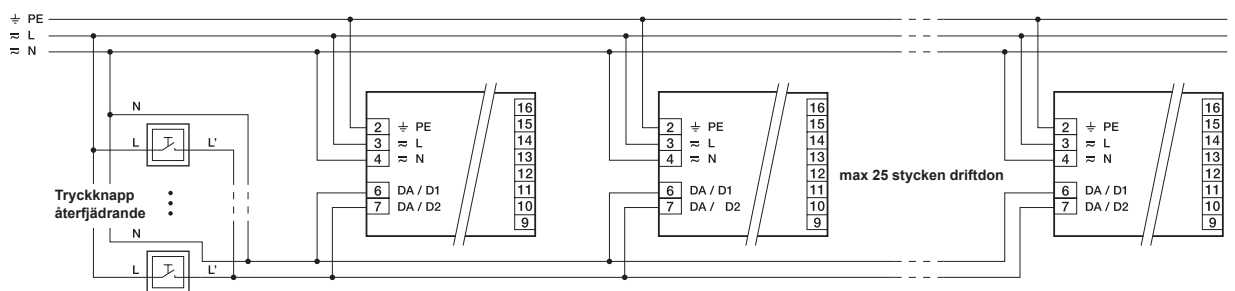 ⏚ PE
≂ L
≂ N
N
L L'
Tryckknapp
återfjädrande
N
L L'
16
15
14
13
12
11
10
9
2 ⏚ PE
3 ≂ L
4 ≂ N
6 DA / D1
7 DA / D2
16
15
14
13
12
11
10
9
2 ⏚ PE
3 ≂ L
4 ≂ N
6 DA / D1
7 DA / D2
max 25 stycken driftdon
16
15
14
13
12
11
10
9
2 ⏚ PE
3 ≂ L
4 ≂ N
6 DA / D1
7 DA / D2